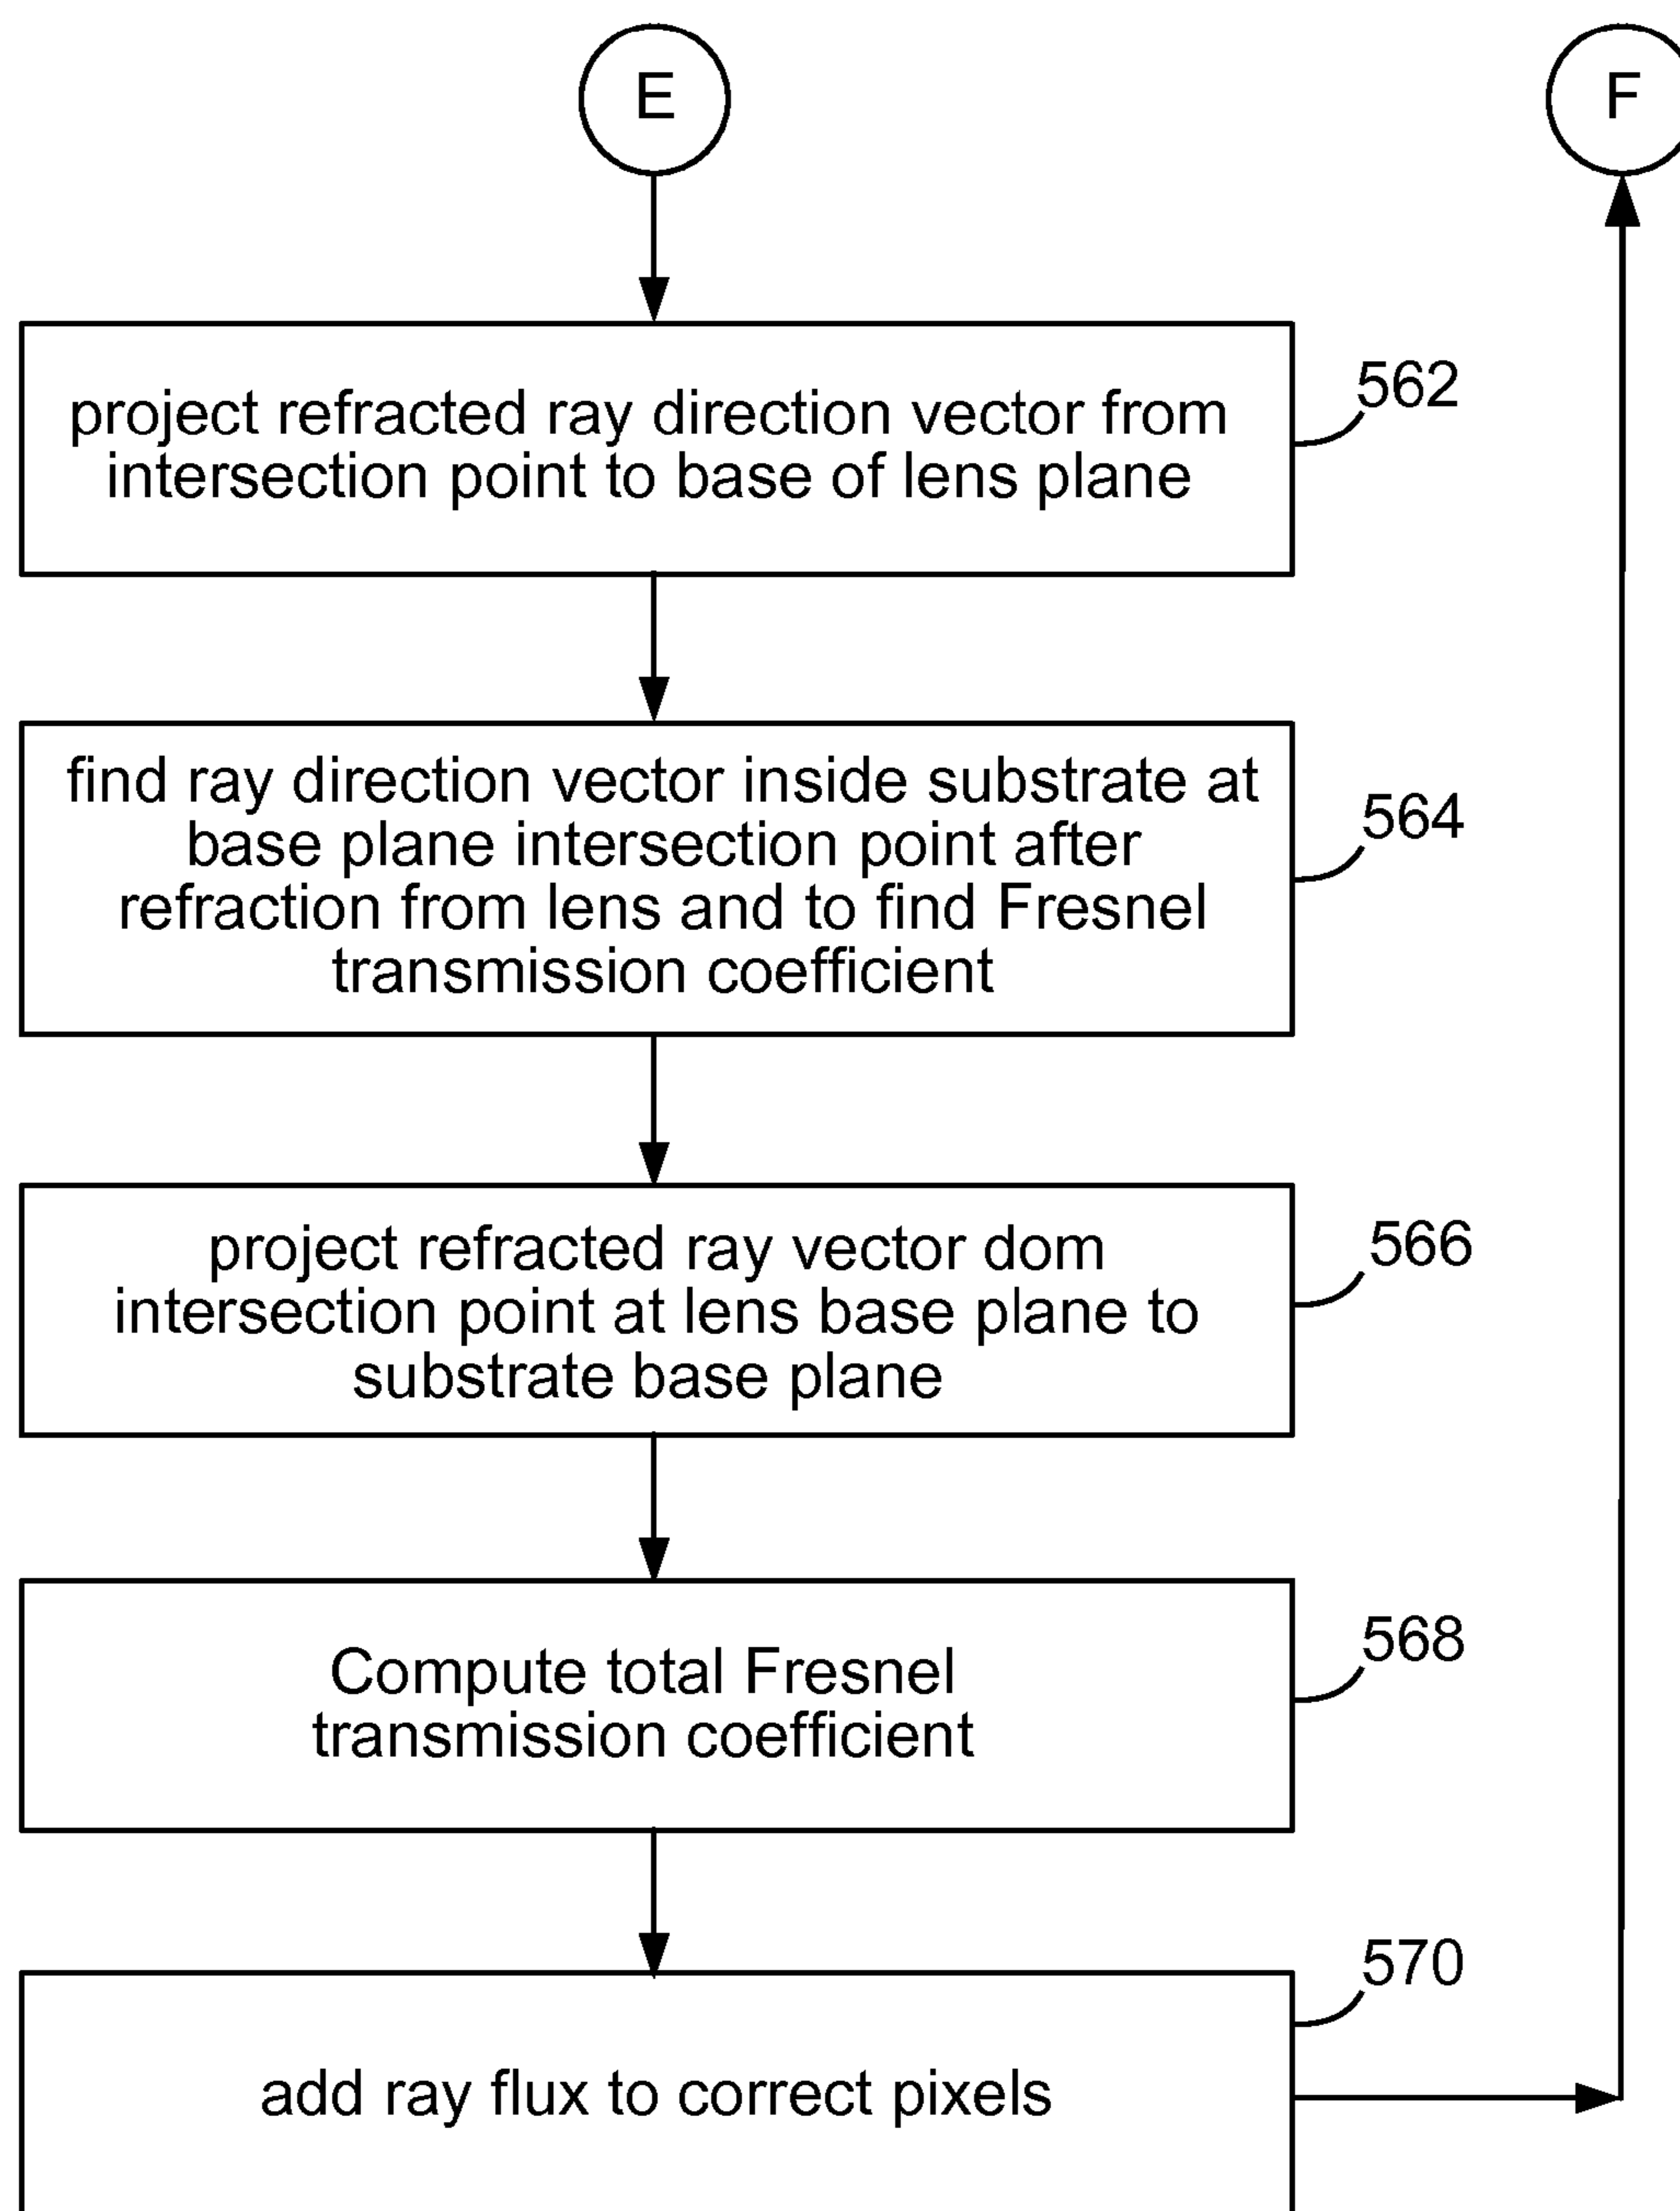 E
F
project refracted ray direction vector from
intersection point to base of lens plane
562
find ray direction vector inside substrate at
base plane intersection point after
refraction from lens and to find Fresnel
transmission coefficient
564
project refracted ray vector dom
intersection point at lens base plane to
substrate base plane
566
Compute total Fresnel
transmission coefficient
568
add ray flux to correct pixels
570